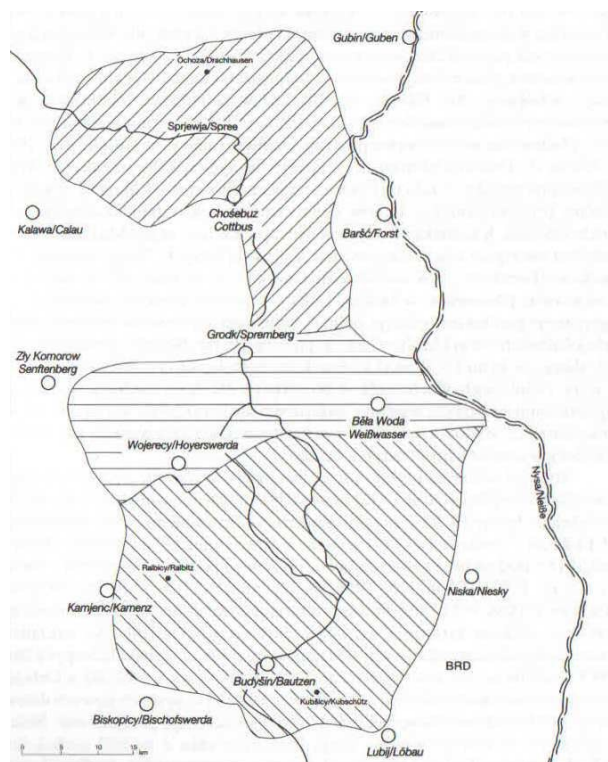 Gubin/Guben
Ochoza/Drachhausen
Sprjewja/Spree
Chośebuz
Cottbus
Kalawa/Calau
Baršć/Forst
Grodk/Spremberg
Zły Komorow
Senftenberg
Běła Woda
Weißwasser
Wojerecy/Hoyerswerda
Nysa/Neiße
Ralbicy/Ralbitz
Kamjenc/Kamenz
Niska/Niesky
BRD
Budyšin/Bautzen
Kubšicy/Kubschütz
Biskopicy/Bischofswerda
Lubij/Löbau
0 5 10 15
km